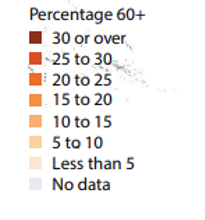 Percentage 60+
30 or over
25 to 30
20 to 25
15 to 20
10 to 15
5 to 10
Less than 5
No data